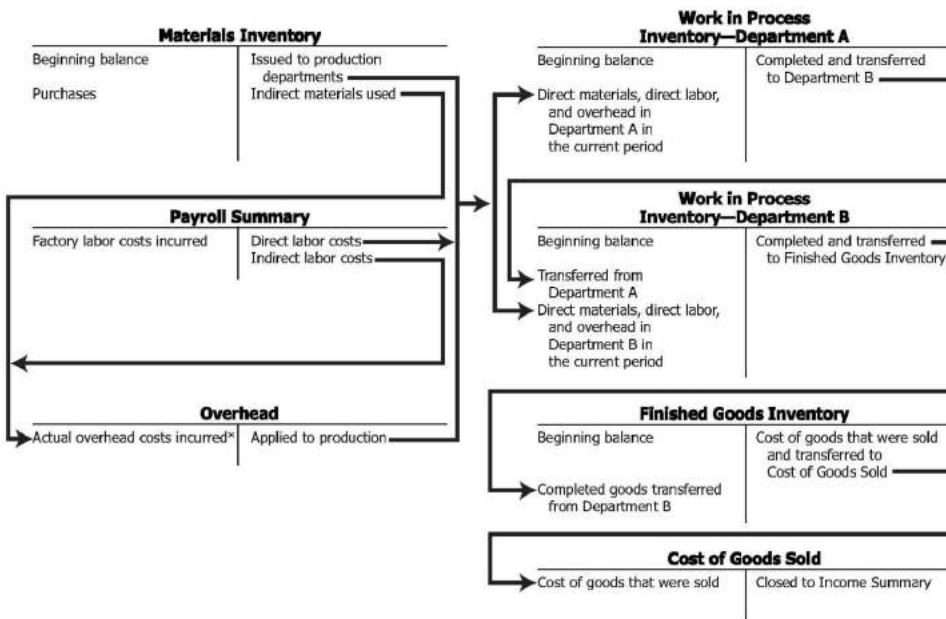 Materials Inventory
Beginning balance
Purchases
Issued to production
departments
Indirect materials used
Payroll Summary
Factory labor costs incurred
Direct labor costs
Indirect labor costs
Overhead
Actual overhead costs incurred*
Applied to production
Work in Process
Inventory—Department A
Beginning balance
Direct materials, direct labor,
and overhead in
Department A in
the current period
Completed and transferred
to Department B
Work in Process
Inventory—Department B
Beginning balance
Transferred from
Department A
Direct materials, direct labor,
and overhead in
Department B in
the current period
Completed and transferred
to Finished Goods Inventory
Finished Goods Inventory
Beginning balance
Completed goods transferred
from Department B
Cost of goods that were sold
and transferred to
Cost of Goods Sold
Cost of Goods Sold
Cost of goods that were sold
Closed to Income Summary